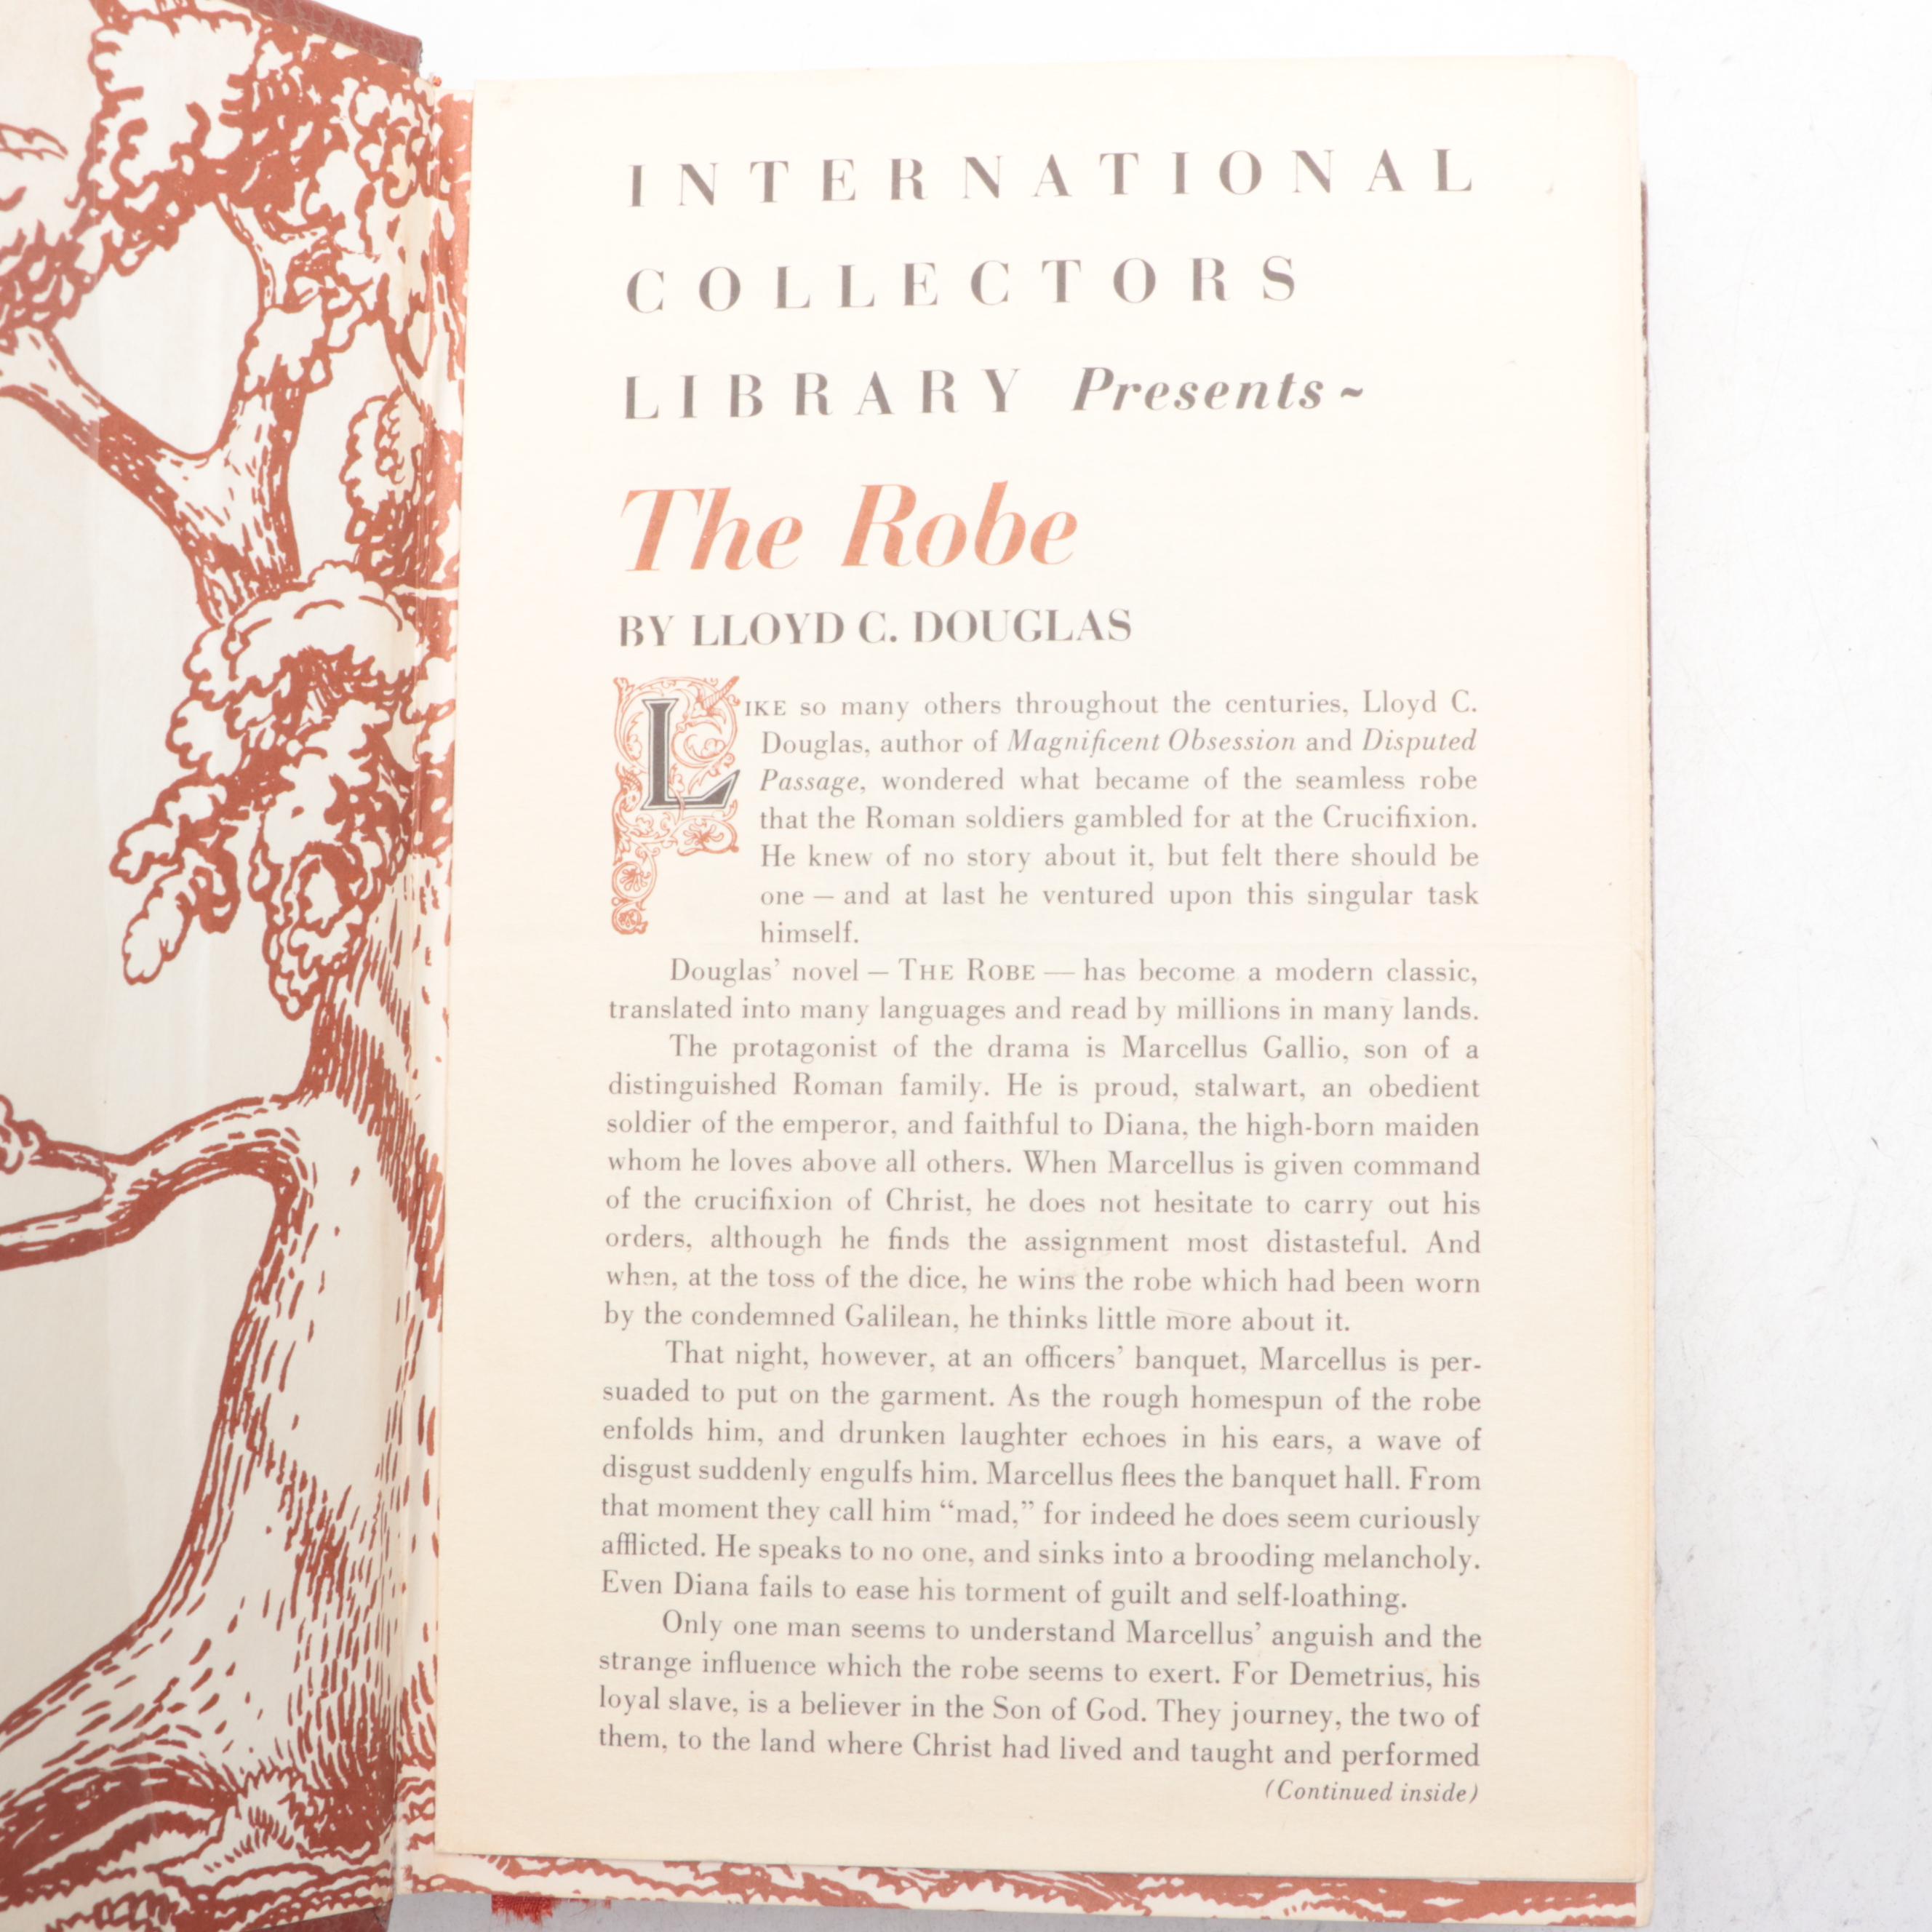 INTERNATIONAL
COLLECTORS
LIBRARY Presents ~
The Robe
BY LLOYD C. DOUGLAS
LIKE so many others throughout the centuries, Lloyd C.
Douglas, author of Magnificent Obsession and Disputed
Passage, wondered what became of the seamless robe
that the Roman soldiers gambled for at the Crucifixion.
He knew of no story about it, but felt there should be
one — and at last he ventured upon this singular task
himself.
Douglas' novel — THE ROBE — has become a modern classic,
translated into many languages and read by millions in many lands.
The protagonist of the drama is Marcellus Gallio, son of a
distinguished Roman family. He is proud, stalwart, an obedient
soldier of the emperor, and faithful to Diana, the high-born maiden
whom he loves above all others. When Marcellus is given command
of the crucifixion of Christ, he does not hesitate to carry out his
orders, although he finds the assignment most distasteful. And
when, at the toss of the dice, he wins the robe which had been worn
by the condemned Galilean, he thinks little more about it.
That night, however, at an officers' banquet, Marcellus is per-
suaded to put on the garment. As the rough homespun of the robe
enfolds him, and drunken laughter echoes in his ears, a wave of
disgust suddenly engulfs him. Marcellus flees the banquet hall. From
that moment they call him "mad," for indeed he does seem curiously
afflicted. He speaks to no one, and sinks into a brooding melancholy.
Even Diana fails to ease his torment of guilt and self-loathing.
Only one man seems to understand Marcellus' anguish and the
strange influence which the robe seems to exert. For Demetrius, his
loyal slave, is a believer in the Son of God. They journey, the two of
them, to the land where Christ had lived and taught and performed
(Continued inside)